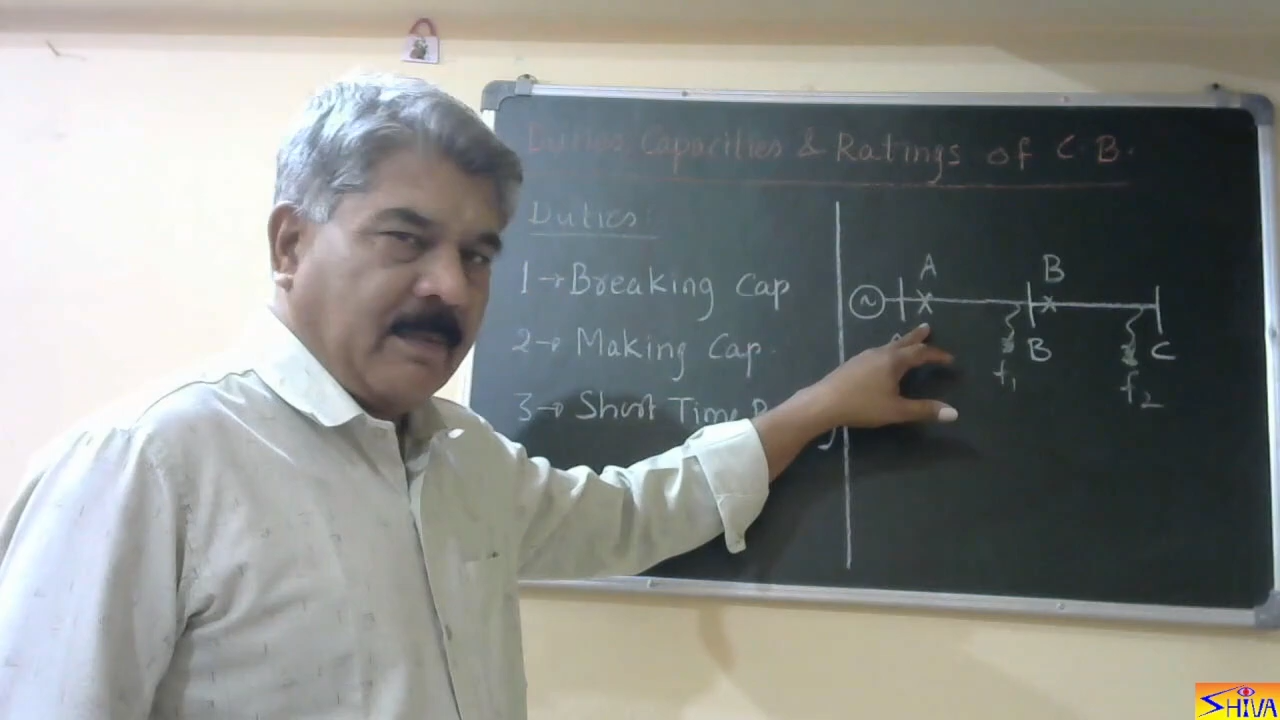 Duties Capacities & Ratings of C.B.
Duties:
1→ Breaking Cap
2→ Making Cap.
3→ Short Time
A
B
~
B
C
f1
f2
SHIVA